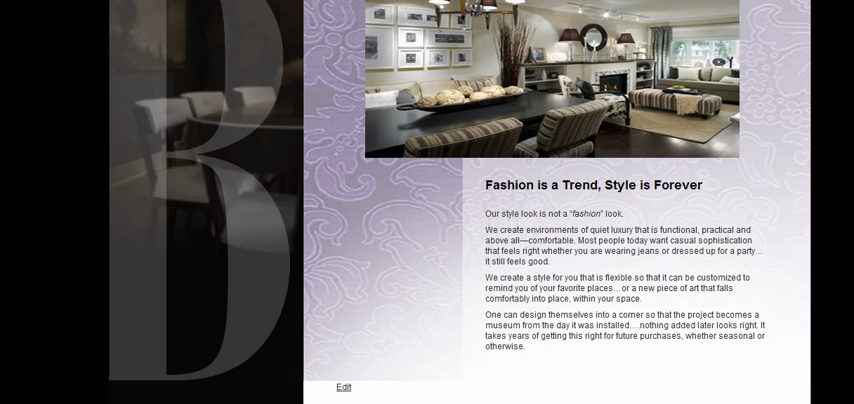 B
Fashion is a Trend, Style is Forever
Our style look is not a “fashion” look.
We create environments of quiet luxury that is functional, practical and
above all—comfortable. Most people today want casual sophistication
that feels right whether you are wearing jeans or dressed up for a party…
it still feels good.
We create a style for you that is flexible so that it can be customized to
remind you of your favorite places…or a new piece of art that falls
comfortably into place, within your space.
One can design themselves into a corner so that the project becomes a
museum from the day it was installed….nothing added later looks right. It
takes years of getting this right for future purchases, whether seasonal or
otherwise.
Edit